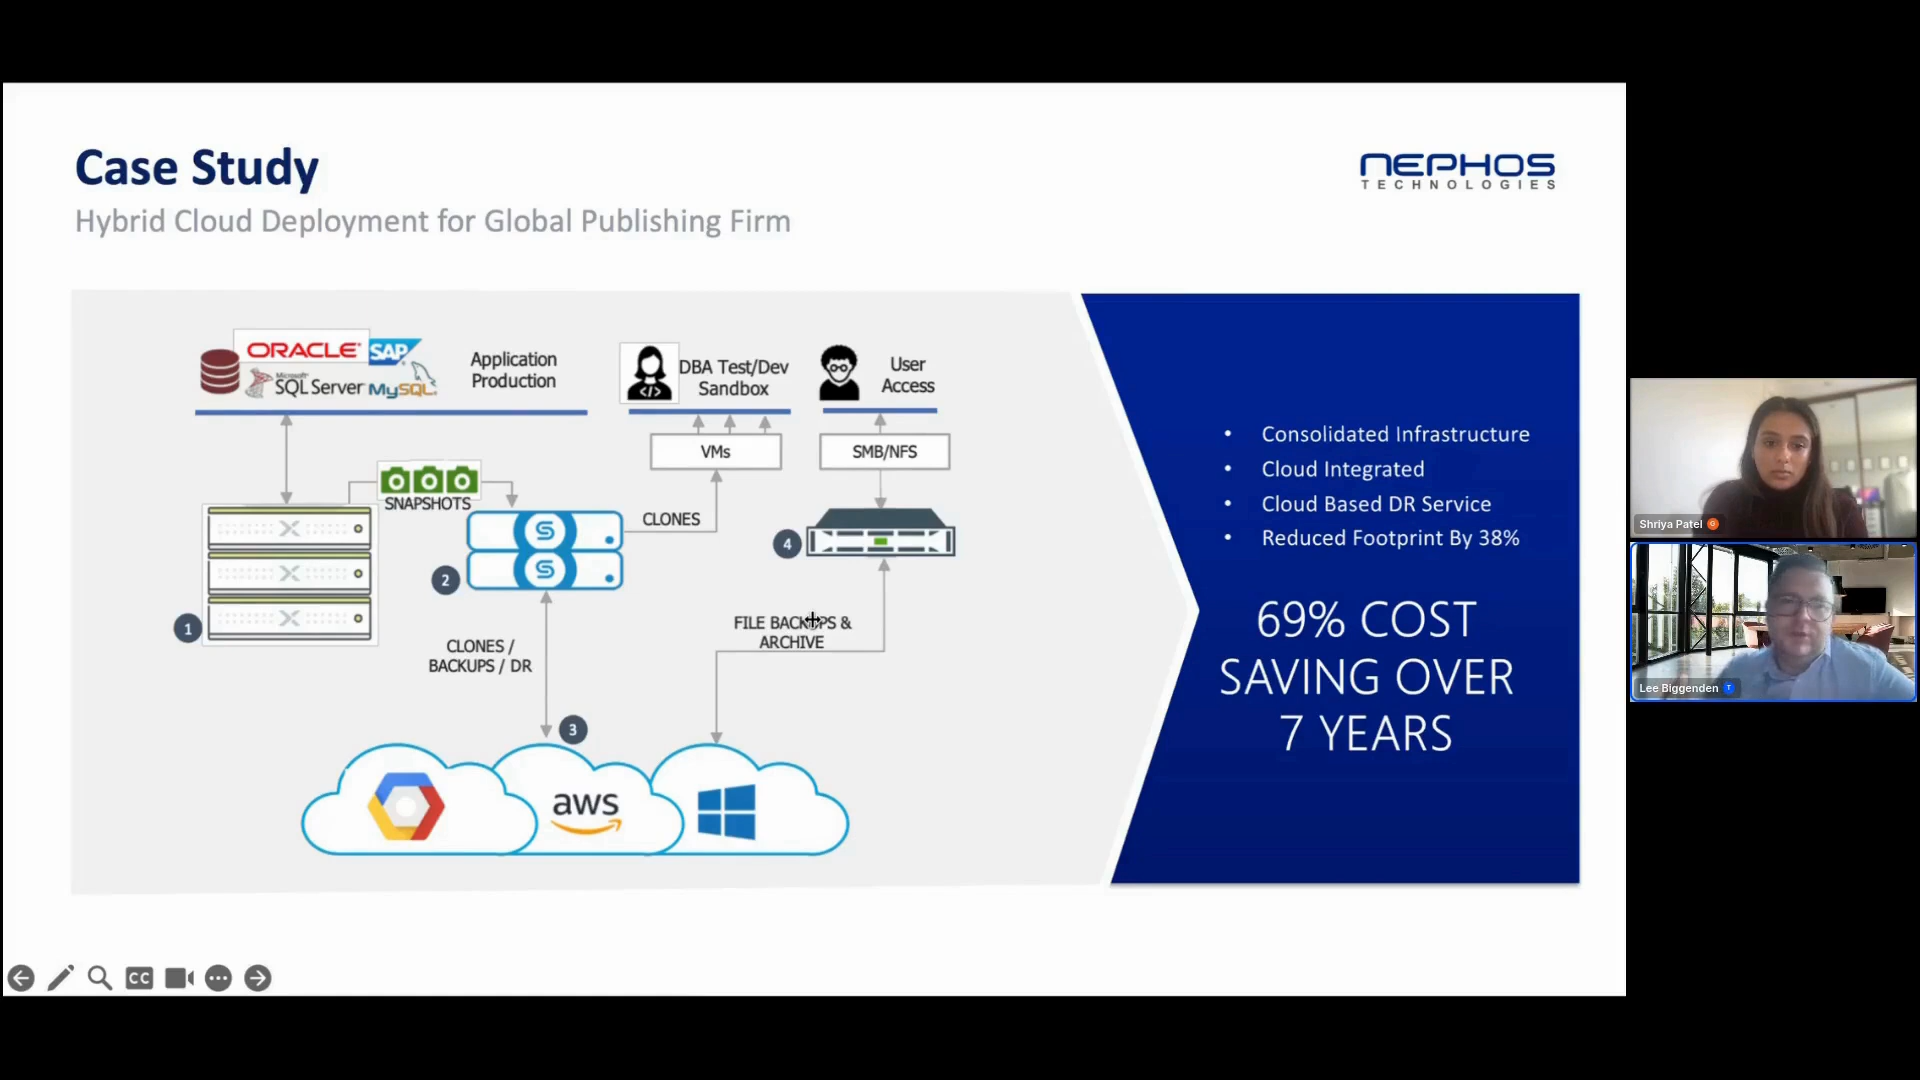 Case Study
Hybrid Cloud Deployment for Global Publishing Firm
NEPHOS
TECHNOLOGIES
ORACLE
SAP
Microsoft
SQL Server
MySQL
Application
Production
DBA Test/Dev
Sandbox
User
Access
VMs
SMB/NFS
SNAPSHOTS
CLONES
1
2
3
4
CLONES /
BACKUPS / DR
FILE BACKUPS &
ARCHIVE
aws
• Consolidated Infrastructure
• Cloud Integrated
• Cloud Based DR Service
• Reduced Footprint By 38%
69% COST
SAVING OVER
7 YEARS
Shriya Patel
Lee Biggenden
CC